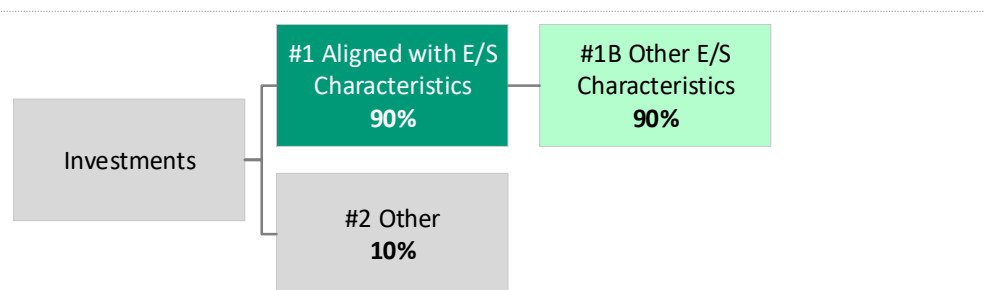 #1 Aligned with E/S
Characteristics
90%
#1B Other E/S
Characteristics
90%
Investments
#2 Other
10%